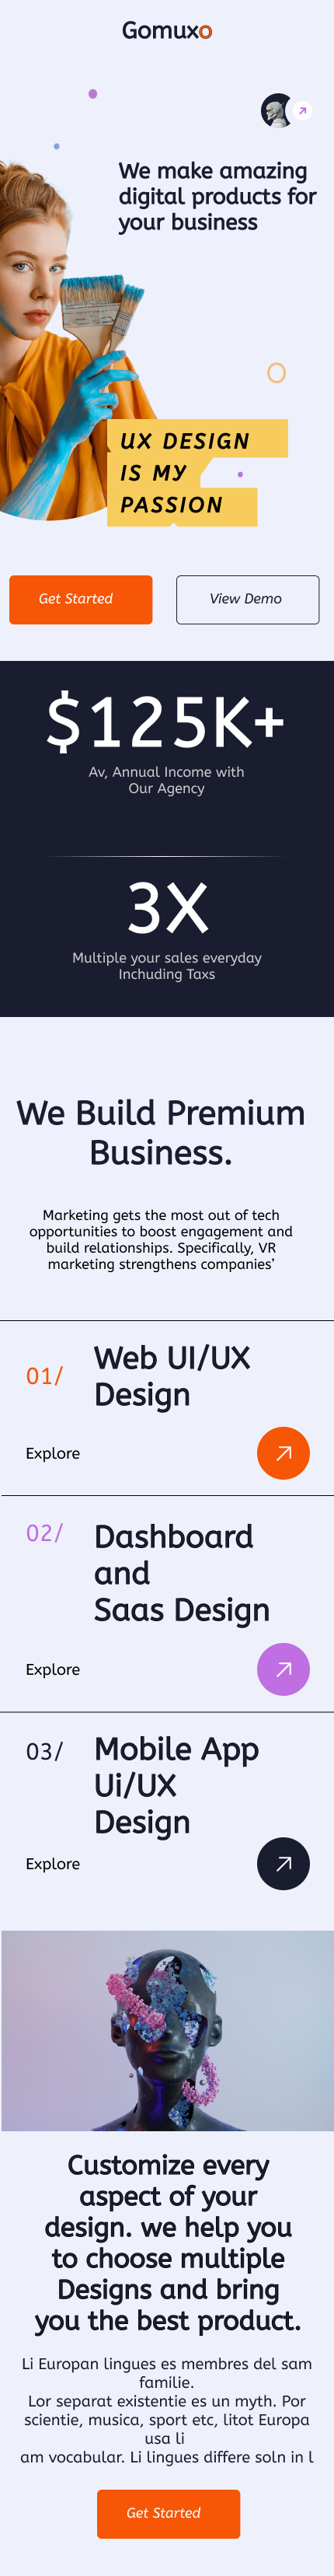 Gomuxo
We make amazing
digital products for
your business
UX DESIGN
IS MY
PASSION
Get Started
View Demo
$125K+
Av, Annual Income with
Our Agency
3X
Multiple your sales everyday
Inchuding Taxs
We Build Premium
Business.
Marketing gets the most out of tech
opportunities to boost engagement and
build relationships. Specifically, VR
marketing strengthens companies’
01/
Web UI/UX
Design
Explore
02/
Dashboard
and
Saas Design
Explore
03/
Mobile App
Ui/UX
Design
Explore
Customize every
aspect of your
design. we help you
to choose multiple
Designs and bring
you the best product.
Li Europan lingues es membres del sam
familie.
Lor separat existentie es un myth. Por
scientie, musica, sport etc, litot Europa
usa li
am vocabular. Li lingues differe soln in l
Get Started